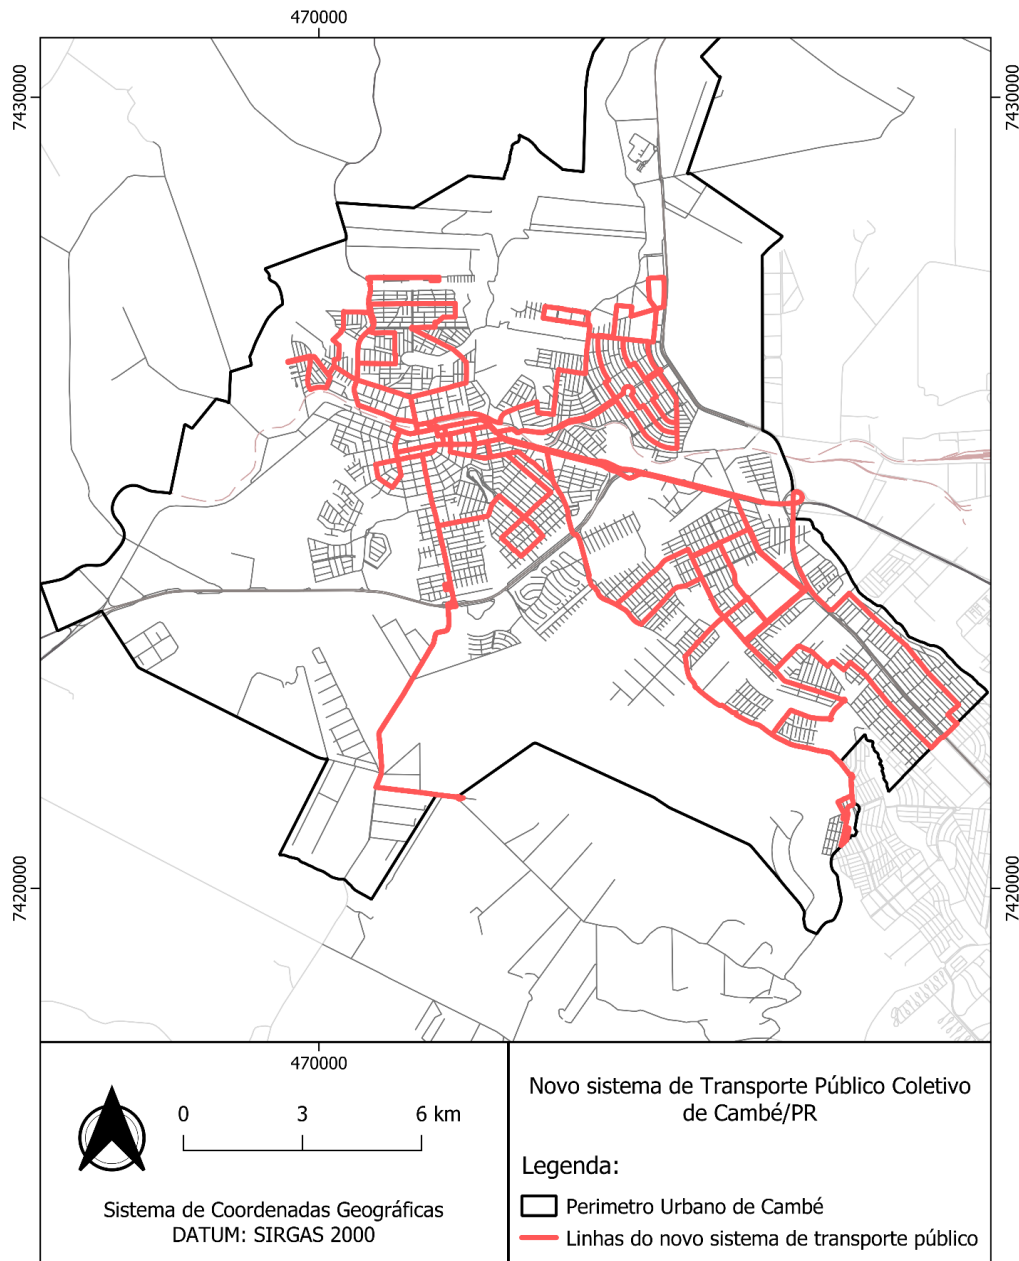 470000
7430000
7430000
7420000
7420000
470000
0 3 6 km
Sistema de Coordenadas Geográficas
DATUM: SIRGAS 2000
Novo sistema de Transporte Público Coletivo
de Cambé/PR
Legenda:
Perimetro Urbano de Cambé
Linhas do novo sistema de transporte público